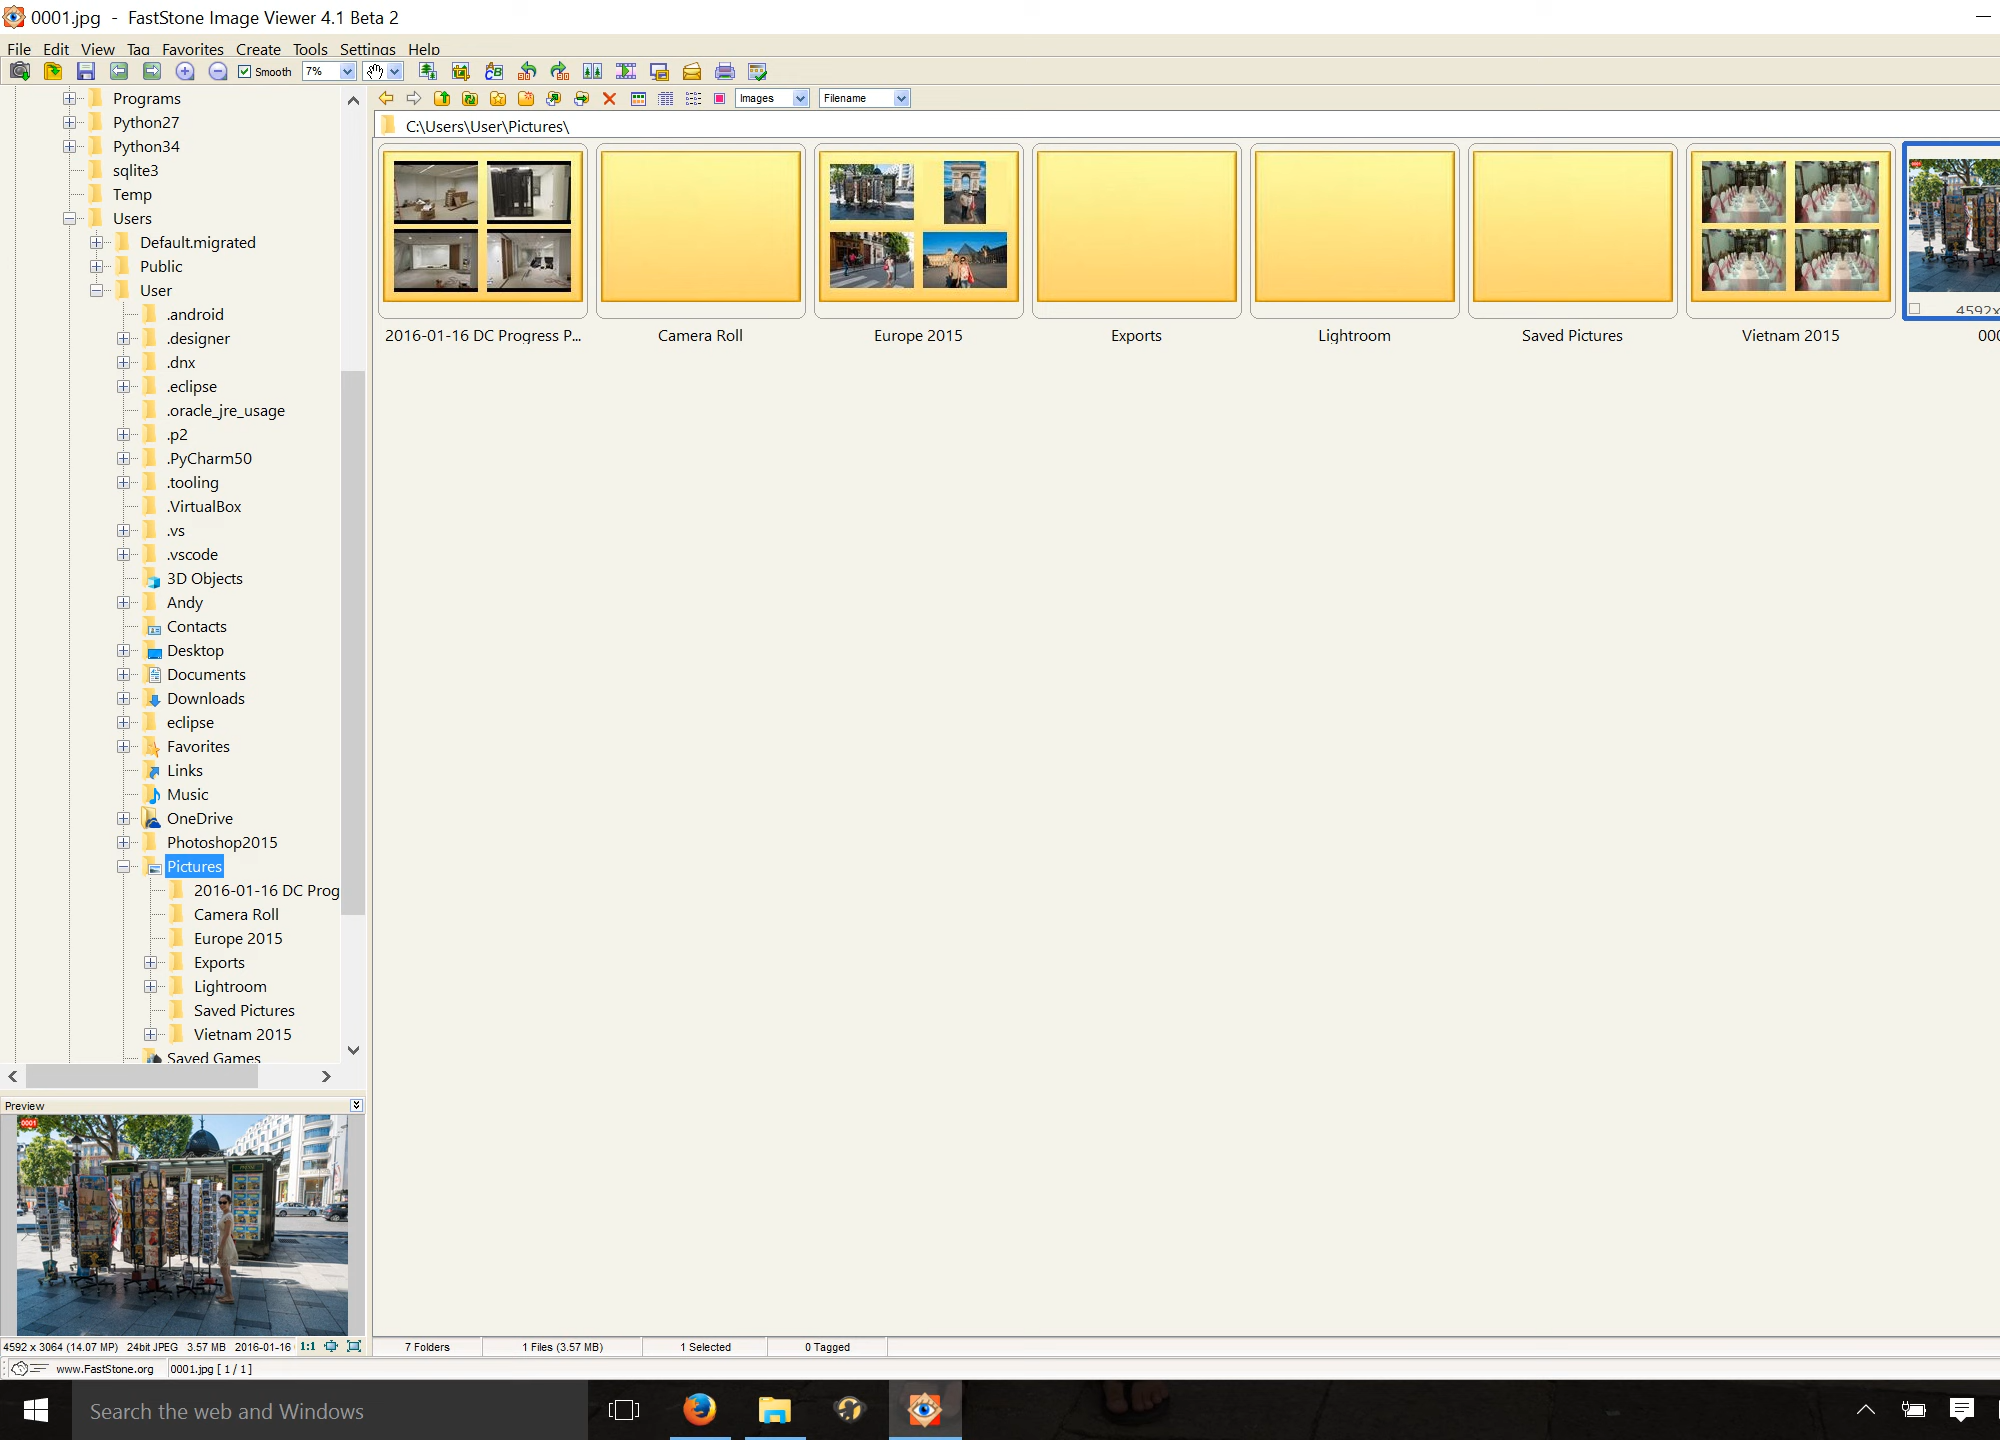 0001.jpg - FastStone Image Viewer 4.1 Beta 2
File Edit View Tag Favorites Create Tools Settings Help
Smooth 7%
Images Filename
C:\Users\User\Pictures\
Programs
Python27
Python34
sqlite3
Temp
Users
Default.migrated
Public
User
.android
.designer
.dnx
.eclipse
.oracle_jre_usage
.p2
.PyCharm50
.tooling
.VirtualBox
.vs
.vscode
3D Objects
Andy
Contacts
Desktop
Documents
Downloads
eclipse
Favorites
Links
Music
OneDrive
Photoshop2015
Pictures
2016-01-16 DC Prog
Camera Roll
Europe 2015
Exports
Lightroom
Saved Pictures
Vietnam 2015
Saved Games
2016-01-16 DC Progress P... Camera Roll Europe 2015 Exports Lightroom Saved Pictures Vietnam 2015 000
4592x
Preview
0001
4592 x 3064 (14.07 MP) 24bit JPEG 3.57 MB 2016-01-16 1:1
7 Folders 1 Files (3.57 MB) 1 Selected 0 Tagged
www.FastStone.org 0001.jpg [ 1 / 1 ]
Search the web and Windows